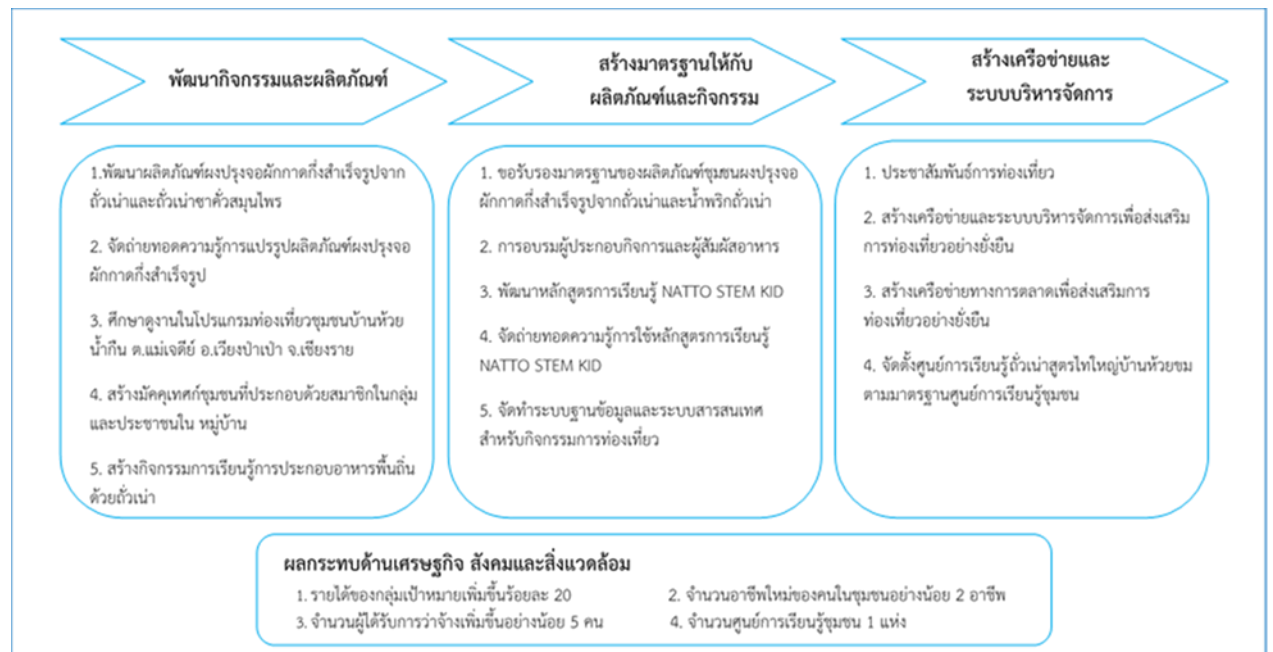 พัฒนากิจกรรมและผลิตภัณฑ์
สร้างมาตรฐานให้กับ
ผลิตภัณฑ์และกิจกรรม
สร้างเครือข่ายและ
ระบบบริหารจัดการ
1.พัฒนาผลิตภัณฑ์ผงปรุงจอผักกาดกึ่งสำเร็จรูปจาก
ถั่วเน่าและถั่วเน่าซาคั่วสมุนไพร
2. จัดถ่ายทอดความรู้การแปรรูปผลิตภัณฑ์ผงปรุงจอ
ผักกาดกึ่งสำเร็จรูป
3. ศึกษาดูงานในโปรแกรมท่องเที่ยวชุมชนบ้านห้วย
น้ำกืน ต.แม่เจดีย์ อ.เวียงป่าเป้า จ.เชียงราย
4. สร้างมัคคุเทศก์ชุมชนที่ประกอบด้วยสมาชิกในกลุ่ม
และประชาชนใน หมู่บ้าน
5. สร้างกิจกรรมการเรียนรู้การประกอบอาหารพื้นถิ่น
ด้วยถั่วเน่า
1. ขอรับรองมาตรฐานของผลิตภัณฑ์ชุมชนผงปรุงจอ
ผักกาดกึ่งสำเร็จรูปจากถั่วเน่าและน้ำพริกถั่วเน่า
2. การอบรมผู้ประกอบกิจการและผู้สัมผัสอาหาร
3. พัฒนาหลักสูตรการเรียนรู้ NATTO STEM KID
4. จัดถ่ายทอดความรู้การใช้หลักสูตรการเรียนรู้
NATTO STEM KID
5. จัดทำระบบฐานข้อมูลและระบบสารสนเทศ
สำหรับกิจกรรมการท่องเที่ยว
1. ประชาสัมพันธ์การท่องเที่ยว
2. สร้างเครือข่ายและระบบบริหารจัดการเพื่อส่งเสริม
การท่องเที่ยวอย่างยั่งยืน
3. สร้างเครือข่ายทางการตลาดเพื่อส่งเสริมการ
ท่องเที่ยวอย่างยั่งยืน
4. จัดตั้งศูนย์การเรียนรู้ถั่วเน่าสูตรไทใหญ่บ้านห้วยขม
ตามมาตรฐานศูนย์การเรียนรู้ชุมชน
ผลกระทบด้านเศรษฐกิจ สังคมและสิ่งแวดล้อม
1. รายได้ของกลุ่มเป้าหมายเพิ่มขึ้นร้อยละ 20
2. จำนวนอาชีพใหม่ของคนในชุมชนอย่างน้อย 2 อาชีพ
3. จำนวนผู้ได้รับการว่าจ้างเพิ่มขึ้นอย่างน้อย 5 คน
4. จำนวนศูนย์การเรียนรู้ชุมชน 1 แห่ง